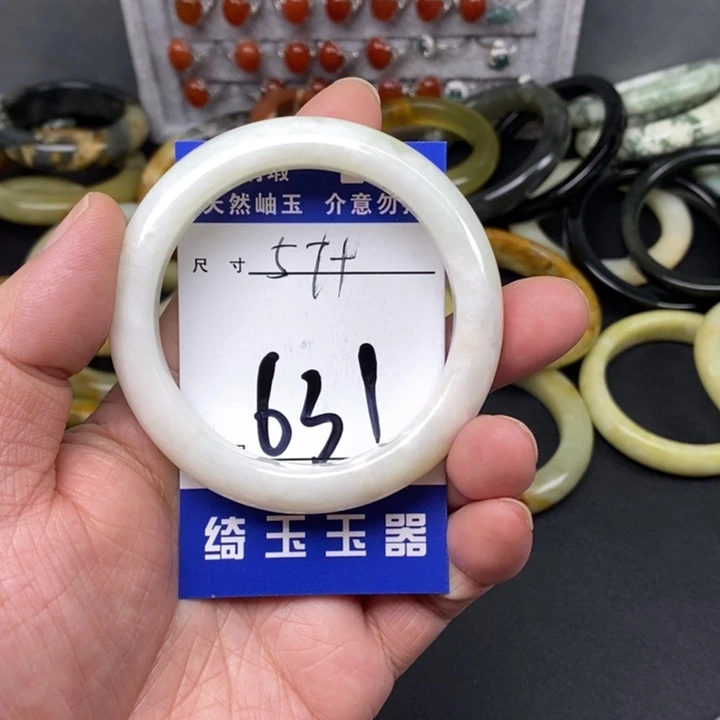 天然岫玉 介意勿
尺 寸 57+
631
绮玉玉器